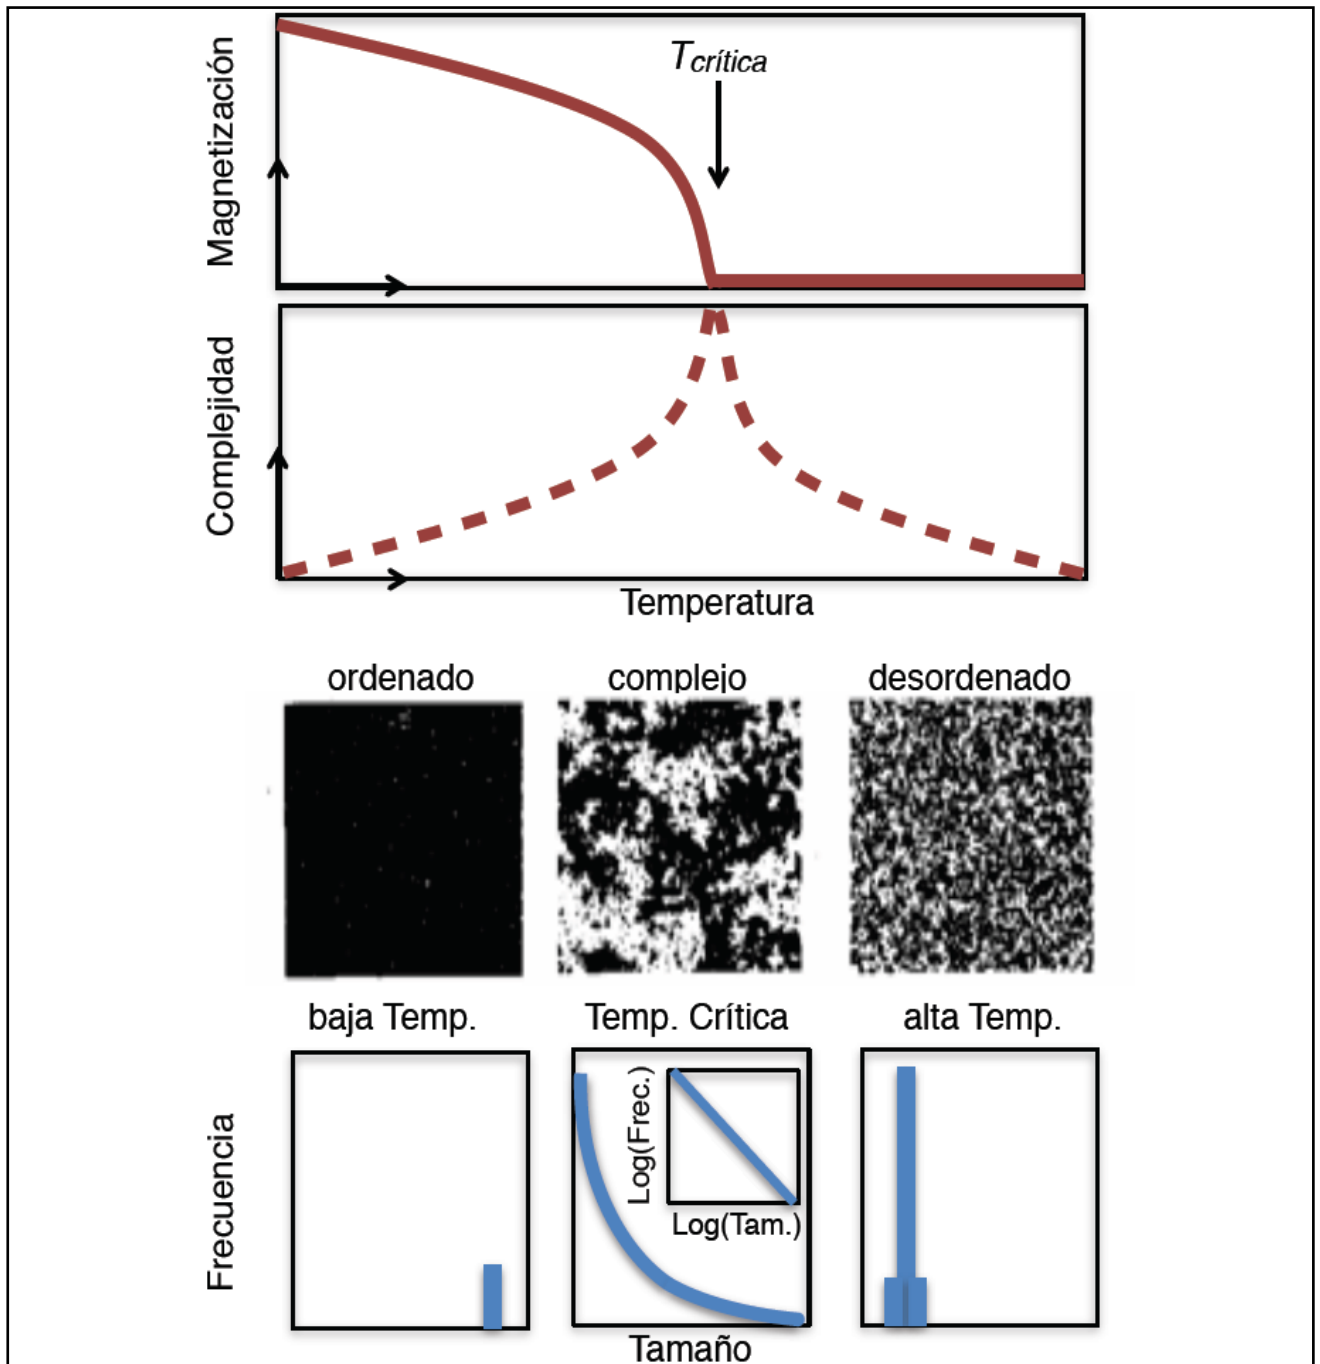 Magnetización
Tcrítica
Complejidad
Temperatura
ordenado complejo desordenado
baja Temp. Temp. Crítica alta Temp.
Frecuencia
Log(Frec.)
Log(Tam.)
Tamaño